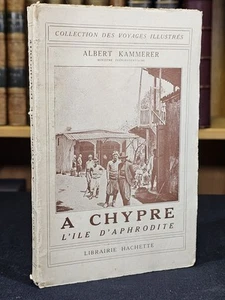 COLLECTION DES VOYAGES ILLUSTRÉS
ALBERT KAMMERER
A CHYPRE
L'ILE D'APHRODITE
LIBRAIRIE HACHETTE